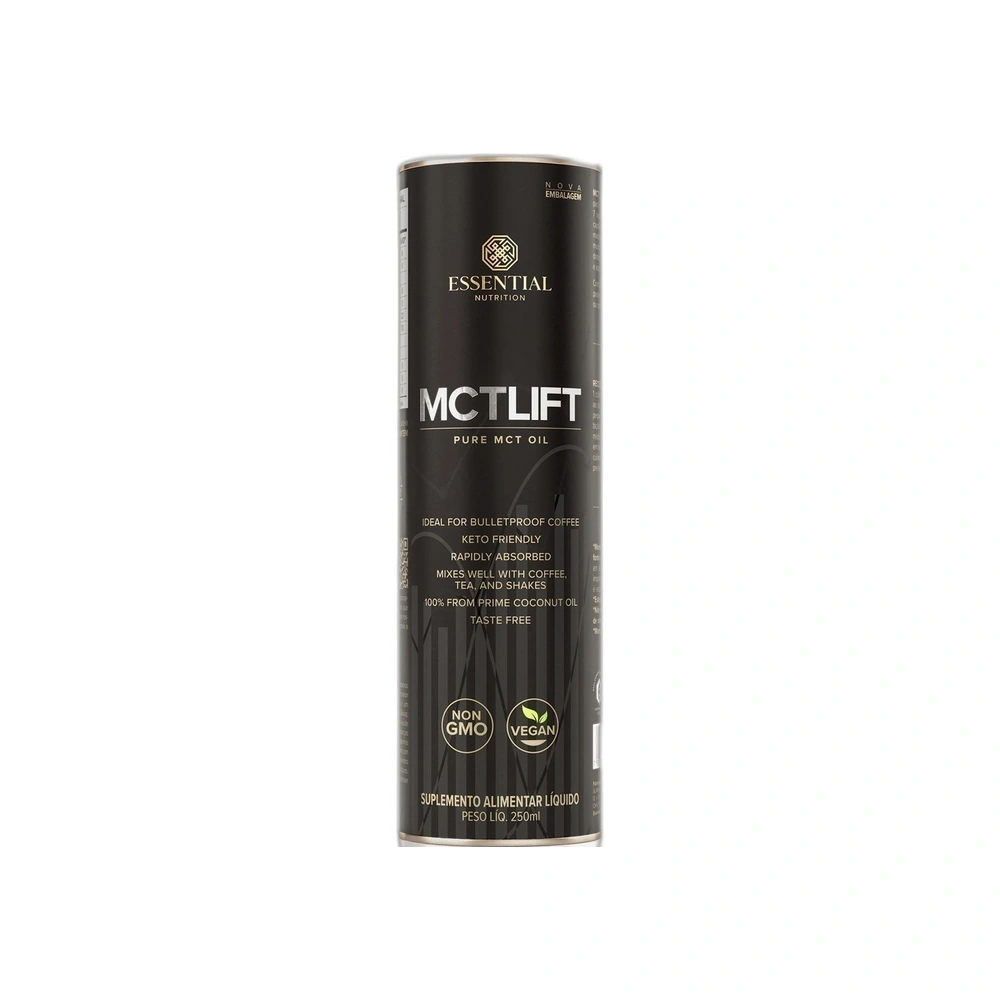 NOVA
EMBALAGEM
ESSENTIAL
NUTRITION
MCTLIFT
PURE MCT OIL
IDEAL FOR BULLETPROOF COFFEE
KETO FRIENDLY
RAPIDLY ABSORBED
MIXES WELL WITH COFFEE,
TEA, AND SHAKES
100% FROM PRIME COCONUT OIL
TASTE FREE
NON
GMO
VEGAN
SUPLEMENTO ALIMENTAR LÍQUIDO
PESO LÍQ. 250ml